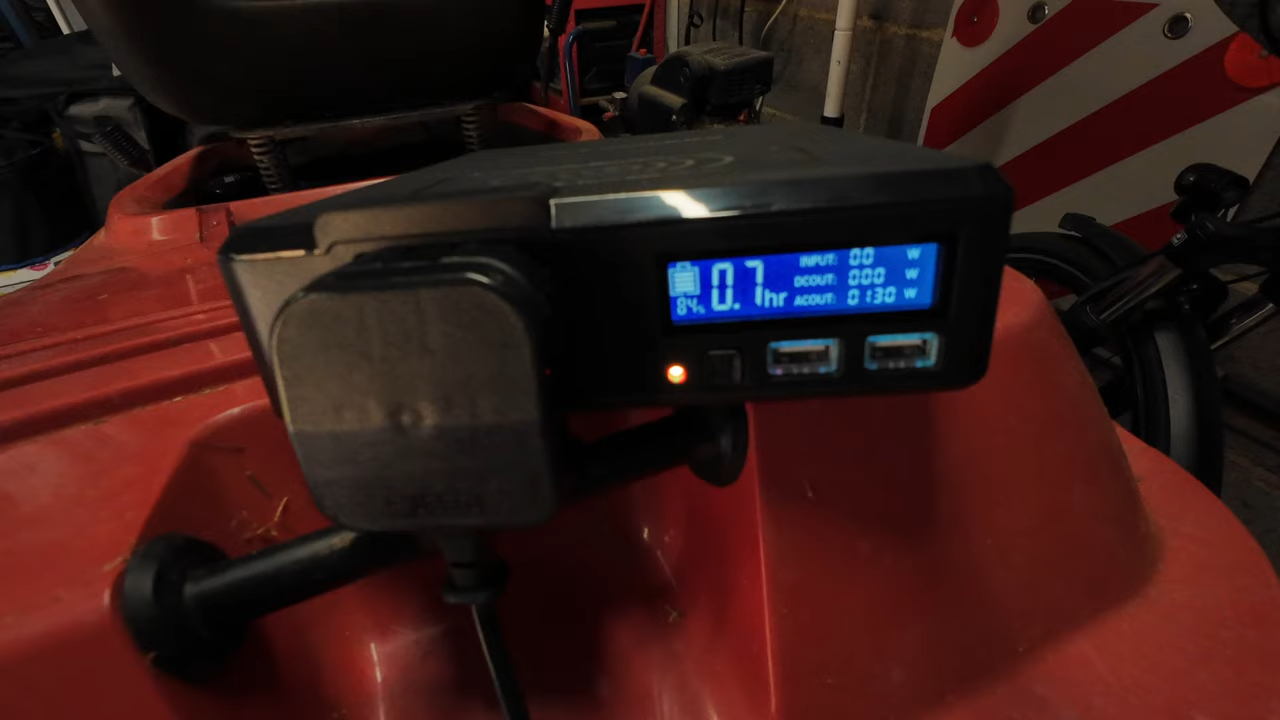 84%
0.7hr
INPUT: 00 W
DCOUT: 000 W
ACOUT: 0130 W